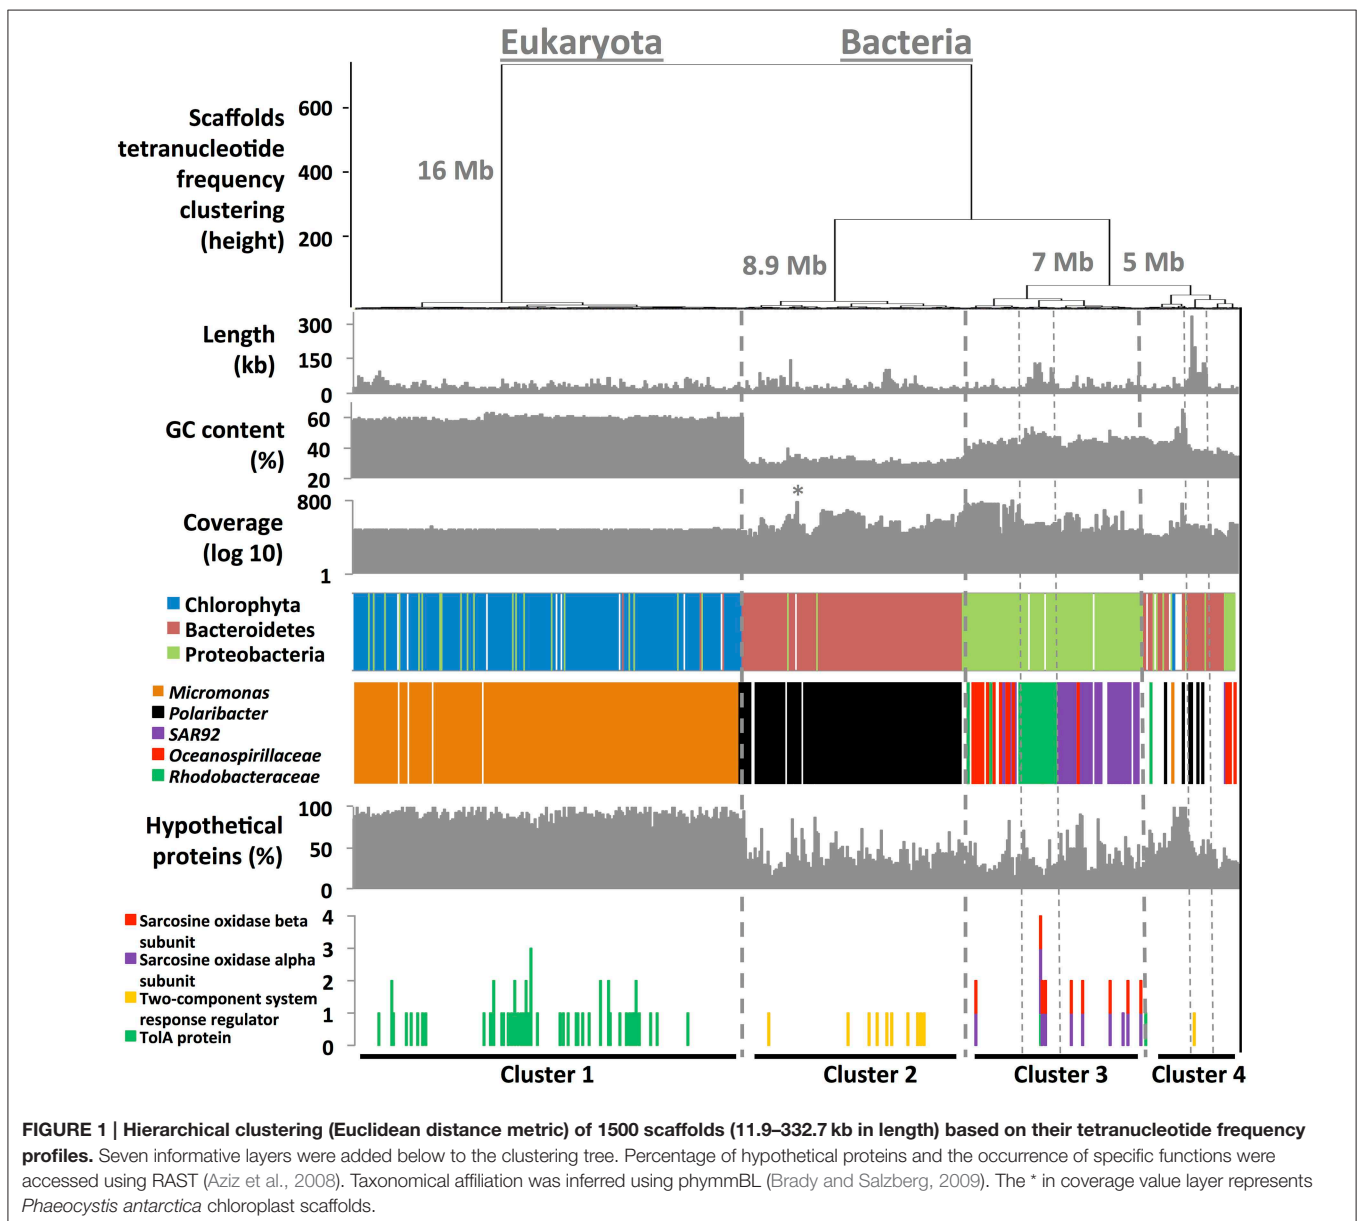 Eukaryota Bacteria
Scaffolds
tetranucleotide
frequency
clustering
(height)
600
400
200
16 Mb
8.9 Mb
7 Mb 5 Mb
Length
(kb)
300
150
0
GC content
(%)
60
40
20
Coverage
(log 10)
800
1
*
Chlorophyta
Bacteroidetes
Proteobacteria
Micromonas
Polaribacter
SAR92
Oceanospirillaceae
Rhodobacteraceae
Hypothetical
proteins (%)
100
50
0
Sarcosine oxidase beta
subunit
Sarcosine oxidase alpha
subunit
Two-component system
response regulator
TolA protein
4
3
2
1
0
Cluster 1 Cluster 2 Cluster 3 Cluster 4
FIGURE 1 | Hierarchical clustering (Euclidean distance metric) of 1500 scaffolds (11.9–332.7 kb in length) based on their tetranucleotide frequency
profiles. Seven informative layers were added below to the clustering tree. Percentage of hypothetical proteins and the occurrence of specific functions were
accessed using RAST (Aziz et al., 2008). Taxonomical affiliation was inferred using phymmBL (Brady and Salzberg, 2009). The * in coverage value layer represents
Phaeocystis antarctica chloroplast scaffolds.